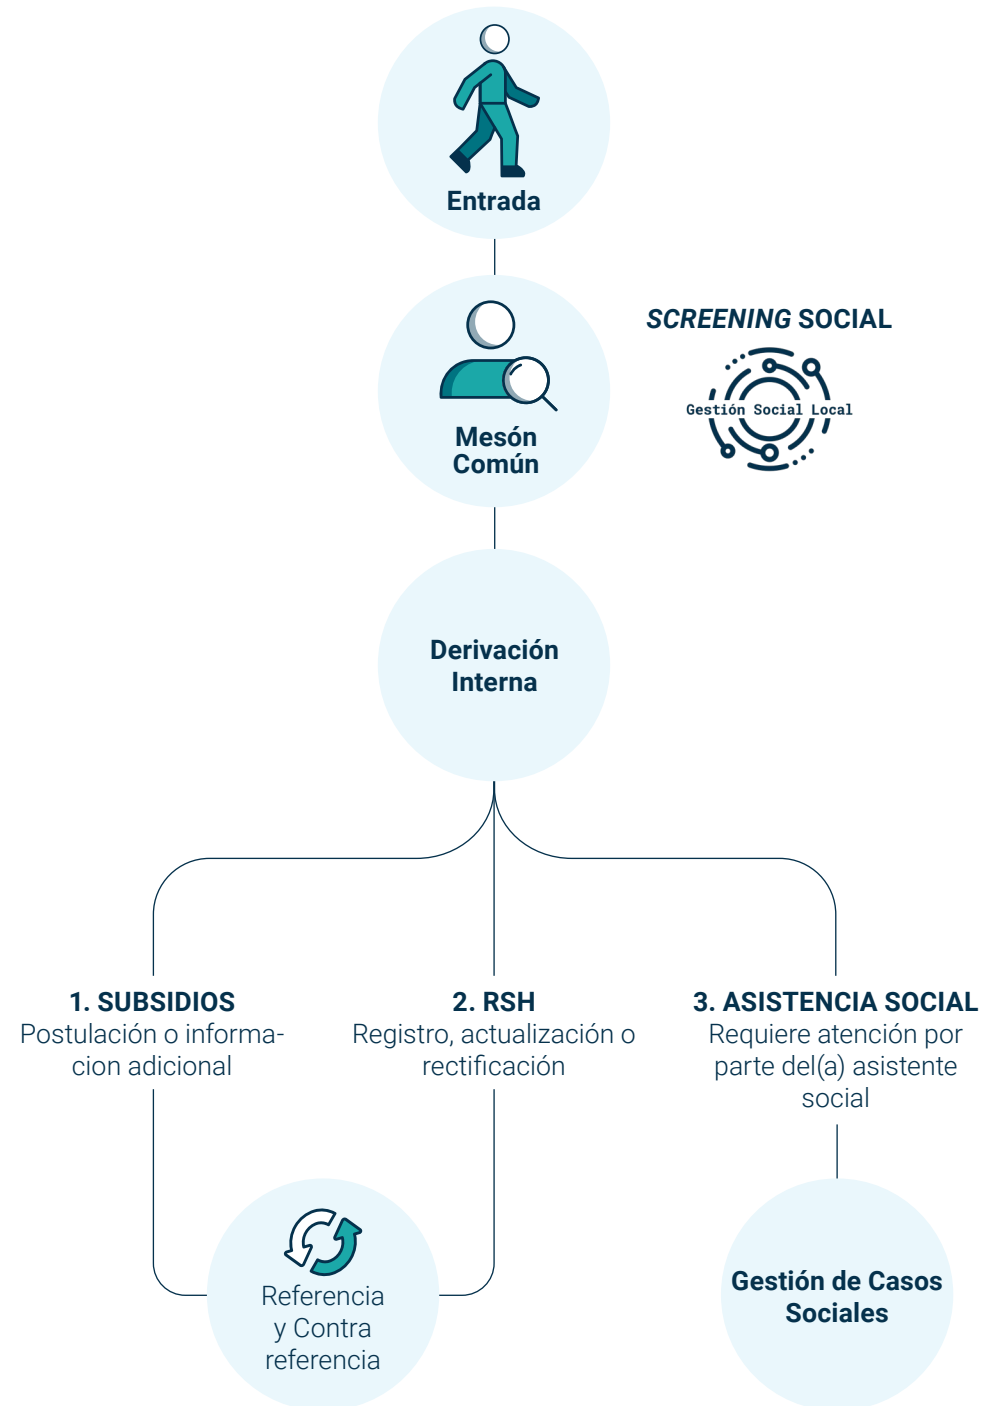 Entrada
SCREENING SOCIAL
Gestión Social Local
Mesón
Común
Derivación
Interna
1. SUBSIDIOS
Postulación o informa-
cion adicional
2. RSH
Registro, actualización o
rectificación
3. ASISTENCIA SOCIAL
Requiere atención por
parte del(a) asistente
social
Referencia
y Contra
referencia
Gestión de Casos
Sociales